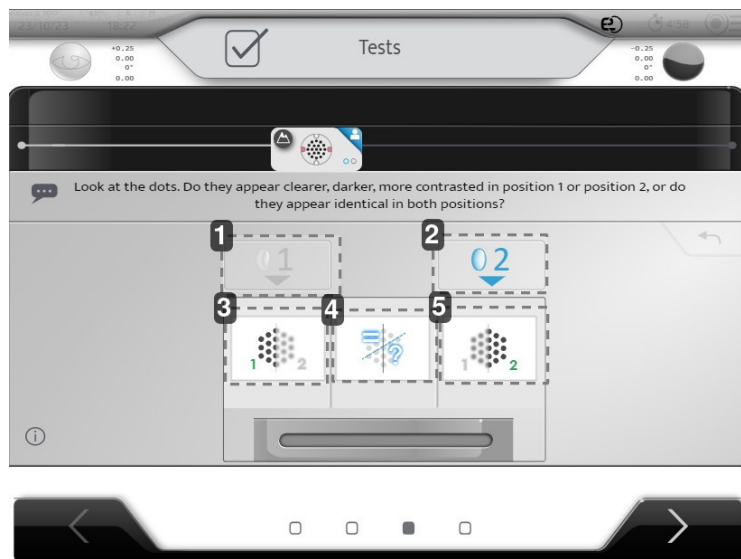 23/10/23 18:22
Tests
4:58
+0.25
0.00
0°
0.00
-0.25
0.00
0°
0.00
Look at the dots. Do they appear clearer, darker, more contrasted in position 1 or position 2, or do
they appear identical in both positions?
1 2
1 2
3 4 5
1 2 = ? 1 2